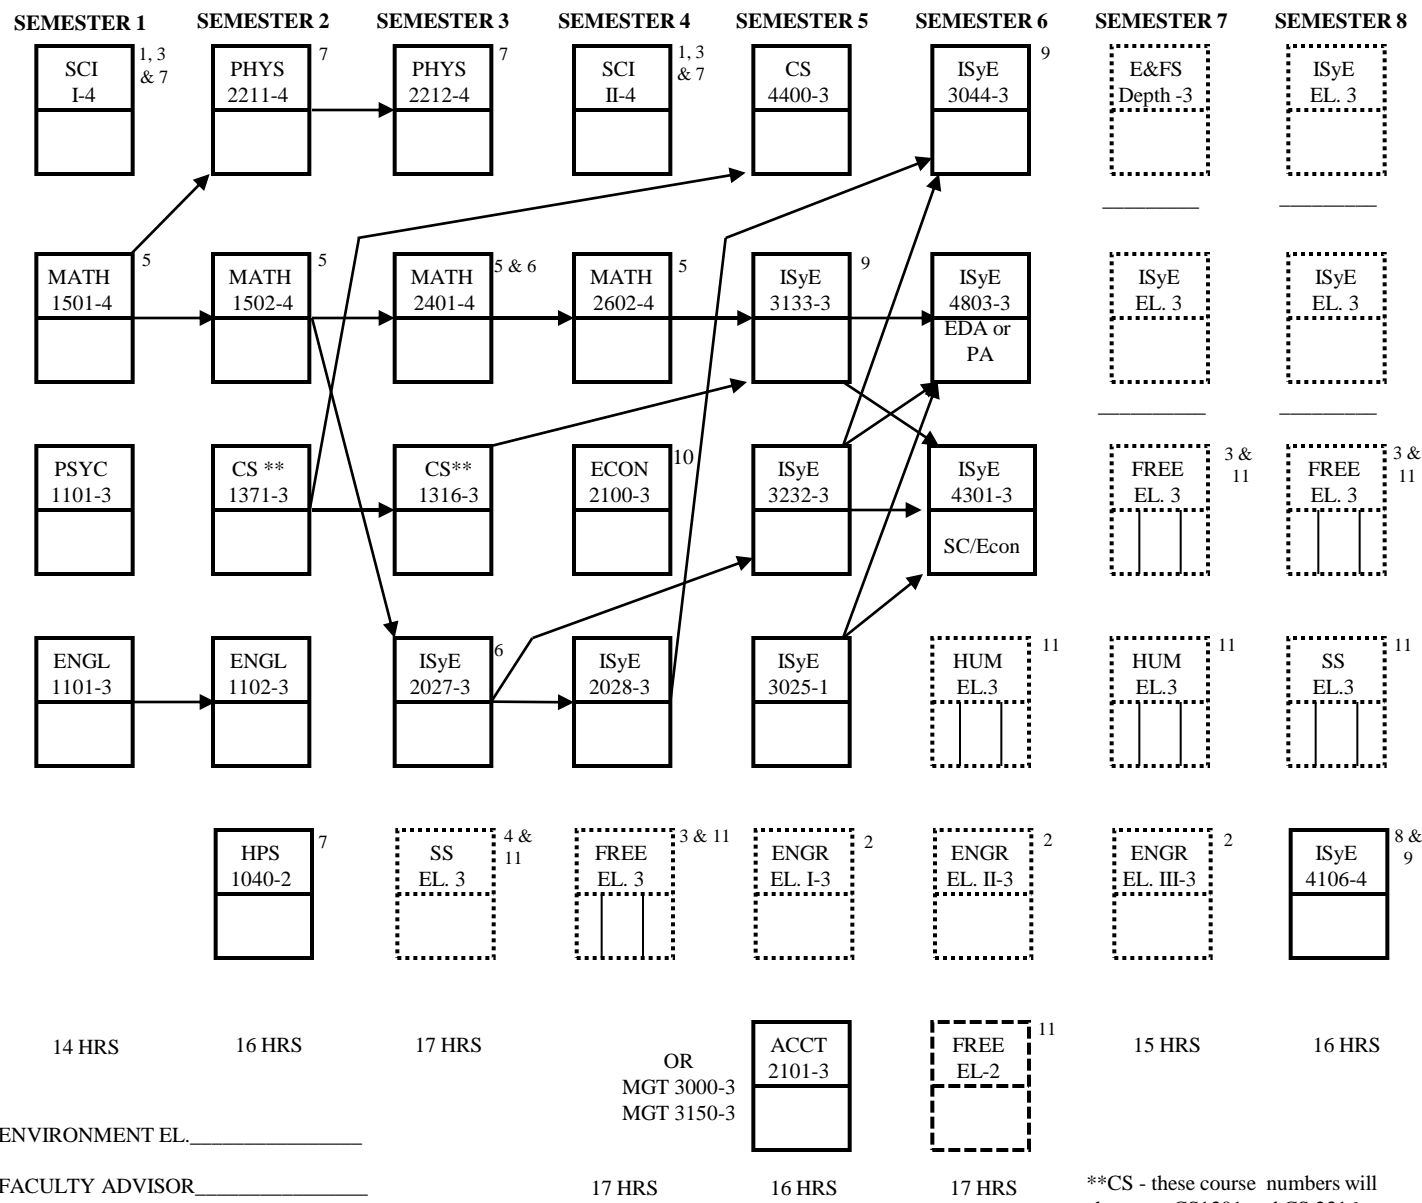 SEMESTER 1 SEMESTER 2 SEMESTER 3 SEMESTER 4 SEMESTER 5 SEMESTER 6 SEMESTER 7 SEMESTER 8
SCI
I-4
1, 3
& 7
PHYS
2211-4
7
PHYS
2212-4
7
SCI
II-4
1, 3
& 7
CS
4400-3
ISyE
3044-3
9
E&FS
Depth -3
ISyE
EL. 3
MATH
1501-4
5
MATH
1502-4
5
MATH
2401-4
5 & 6
MATH
2602-4
5
ISyE
3133-3
9
ISyE
4803-3
EDA or
PA
ISyE
EL. 3
ISyE
EL. 3
PSYC
1101-3
CS **
1371-3
CS**
1316-3
ECON
2100-3
10
ISyE
3232-3
ISyE
4301-3
SC/Econ
FREE
EL. 3
3 &
11
FREE
EL. 3
3 &
11
ENGL
1101-3
ENGL
1102-3
ISyE
2027-3
6
ISyE
2028-3
ISyE
3025-1
HUM
EL.3
11
HUM
EL.3
11
SS
EL.3
11
HPS
1040-2
7
SS
EL. 3
4 &
11
FREE
EL. 3
3 & 11
ENGR
EL. I-3
2
ENGR
EL. II-3
2
ENGR
EL. III-3
2
ISyE
4106-4
8 &
9
14 HRS
16 HRS
17 HRS
OR
MGT 3000-3
MGT 3150-3
ACCT
2101-3
FREE
EL-2
11
15 HRS
16 HRS
ENVIRONMENT EL.________________
FACULTY ADVISOR________________
17 HRS
16 HRS
17 HRS
**CS - these course numbers will